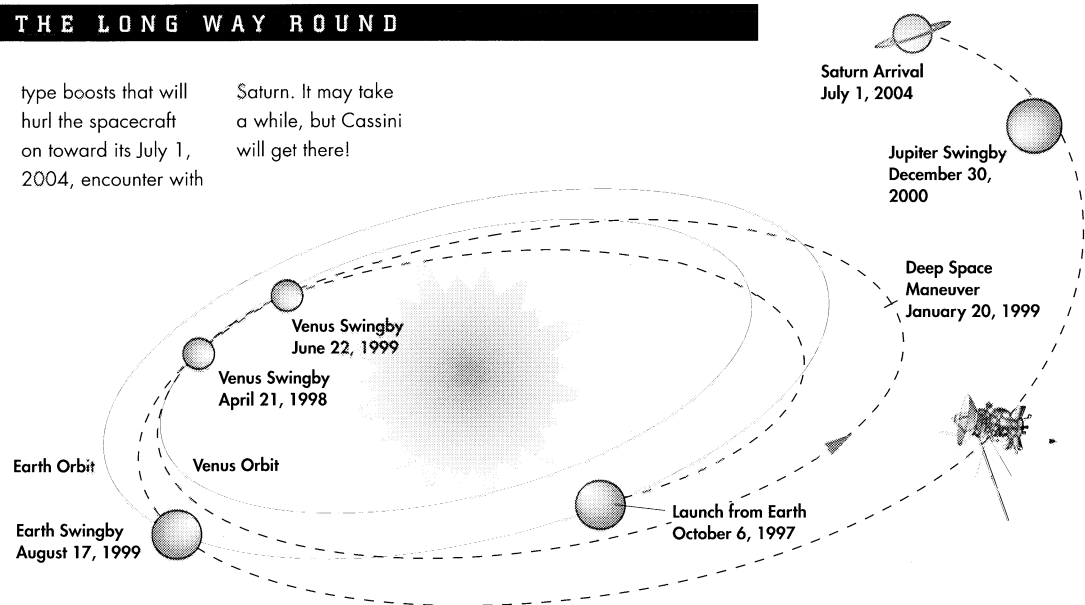 THE LONG WAY ROUND
type boosts that will
hurl the spacecraft
on toward its July 1,
2004, encounter with
Saturn. It may take
a while, but Cassini
will get there!
Saturn Arrival
July 1, 2004
Jupiter Swingby
December 30,
2000
Deep Space
Maneuver
January 20, 1999
Venus Swingby
June 22, 1999
Venus Swingby
April 21, 1998
Earth Orbit
Venus Orbit
Launch from Earth
October 6, 1997
Earth Swingby
August 17, 1999